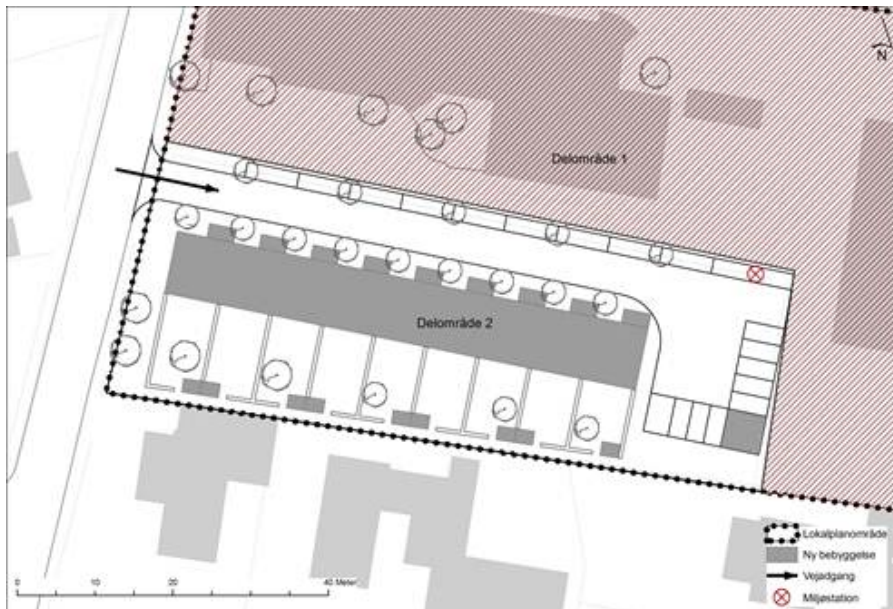 N
Delområde 1
Delområde 2
Lokalplanområde
Ny bebyggelse
Vejadgang
Miljøstation
0 10 20 40 Meter